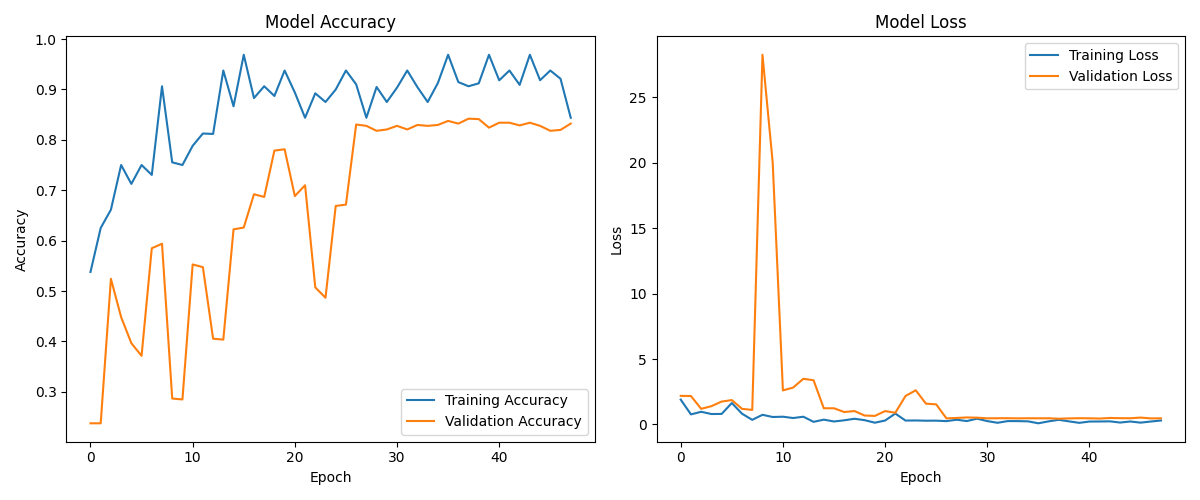 Model Accuracy
Accuracy
1.0
0.9
0.8
0.7
0.6
0.5
0.4
0.3
0
10
20
30
40
Epoch
Training Accuracy
Validation Accuracy
Model Loss
Loss
25
20
15
10
5
0
0
10
20
30
40
Epoch
Training Loss
Validation Loss